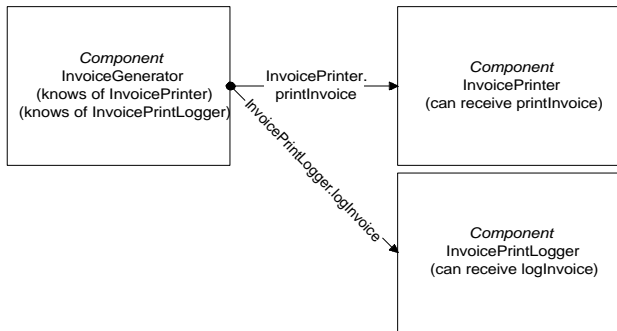 Component
InvoiceGenerator
(knows of InvoicePrinter)
(knows of InvoicePrintLogger)
InvoicePrinter.
printInvoice
Component
InvoicePrinter
(can receive printInvoice)
InvoicePrintLogger.logInvoice
Component
InvoicePrintLogger
(can receive logInvoice)